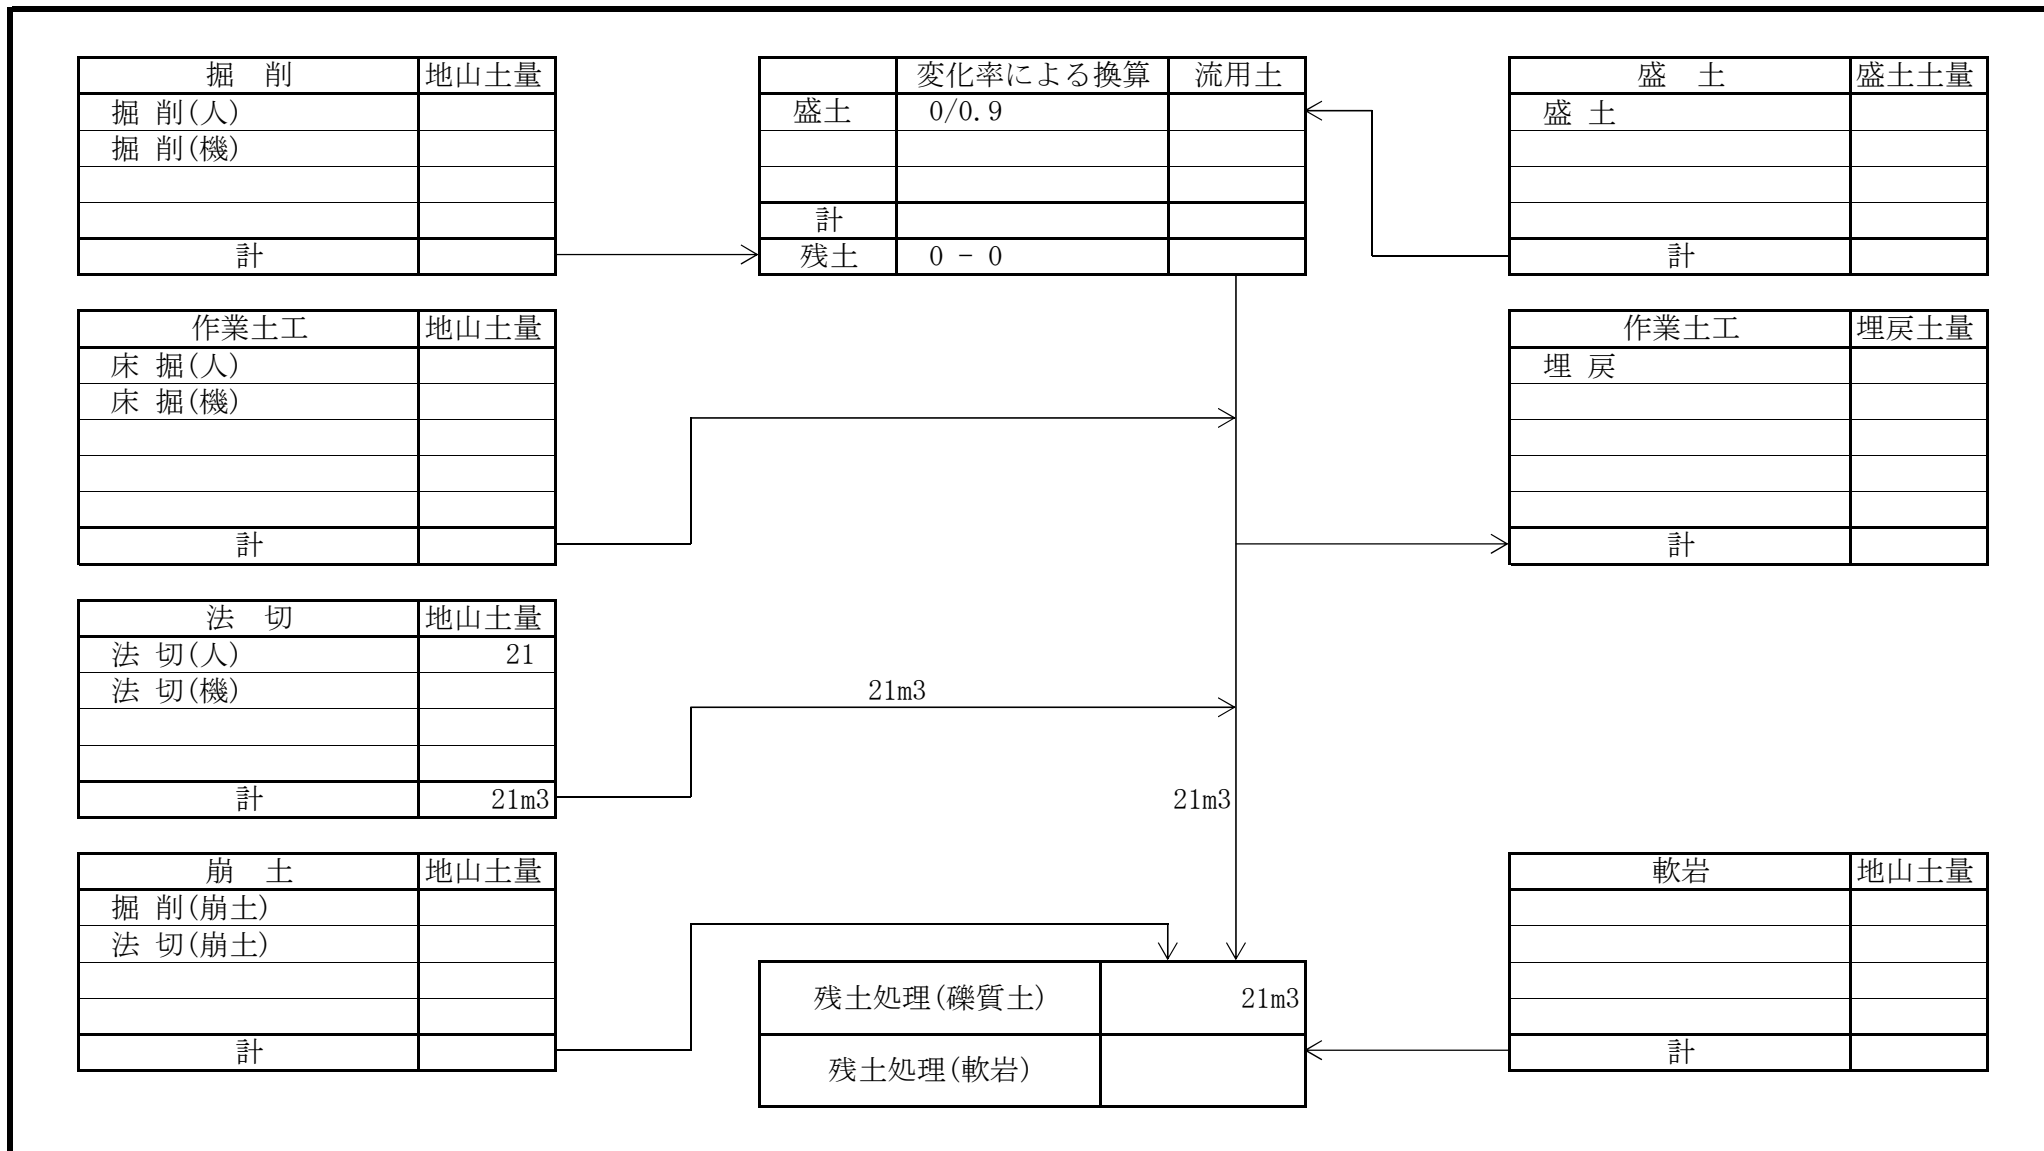 掘　削 地山土量
掘 削(人)
掘 削(機)
計
変化率による換算 流用土
盛土 0/0.9
計
残土 0 - 0
盛　土 盛土土量
盛 土
計
作業土工 地山土量
床 掘(人)
床 掘(機)
計
作業土工 埋戻土量
埋 戻
計
法　切 地山土量
法 切(人) 21
法 切(機)
計 21m3
21m3
21m3
崩　土 地山土量
掘 削(崩土)
法 切(崩土)
計
残土処理(礫質土) 21m3
残土処理(軟岩)
軟岩 地山土量
計